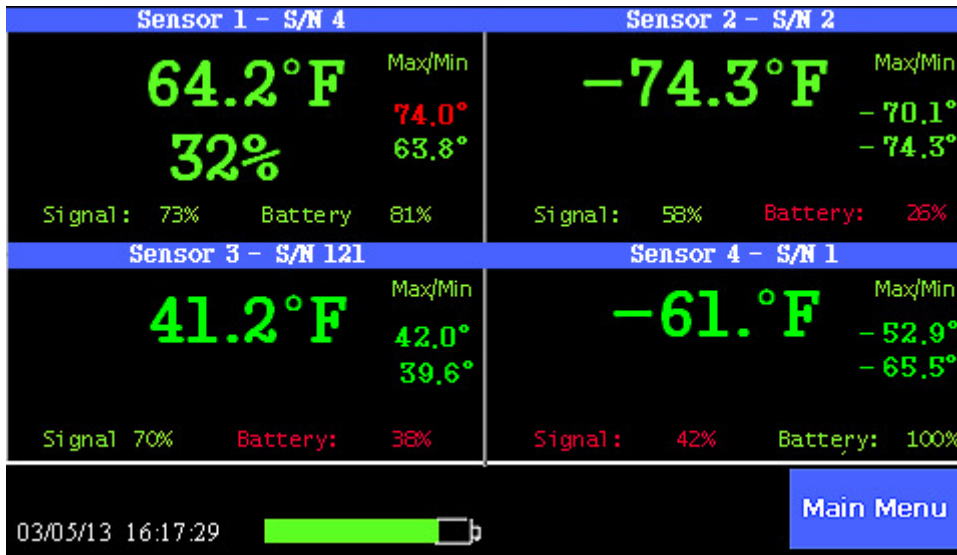 Sensor 1 - S/N 4
64.2°F
Max/Min
74.0°
32%
63.8°
Signal: 73% Battery 81%
Sensor 2 - S/N 2
-74.3°F
Max/Min
-70.1°
-74.3°
Signal: 58% Battery: 26%
Sensor 3 - S/N 121
41.2°F
Max/Min
42.0°
39.6°
Signal 70% Battery: 38%
Sensor 4 - S/N 1
-61.°F
Max/Min
-52.9°
-65.5°
Signal: 42% Battery: 100%
03/05/13 16:17:29
Main Menu